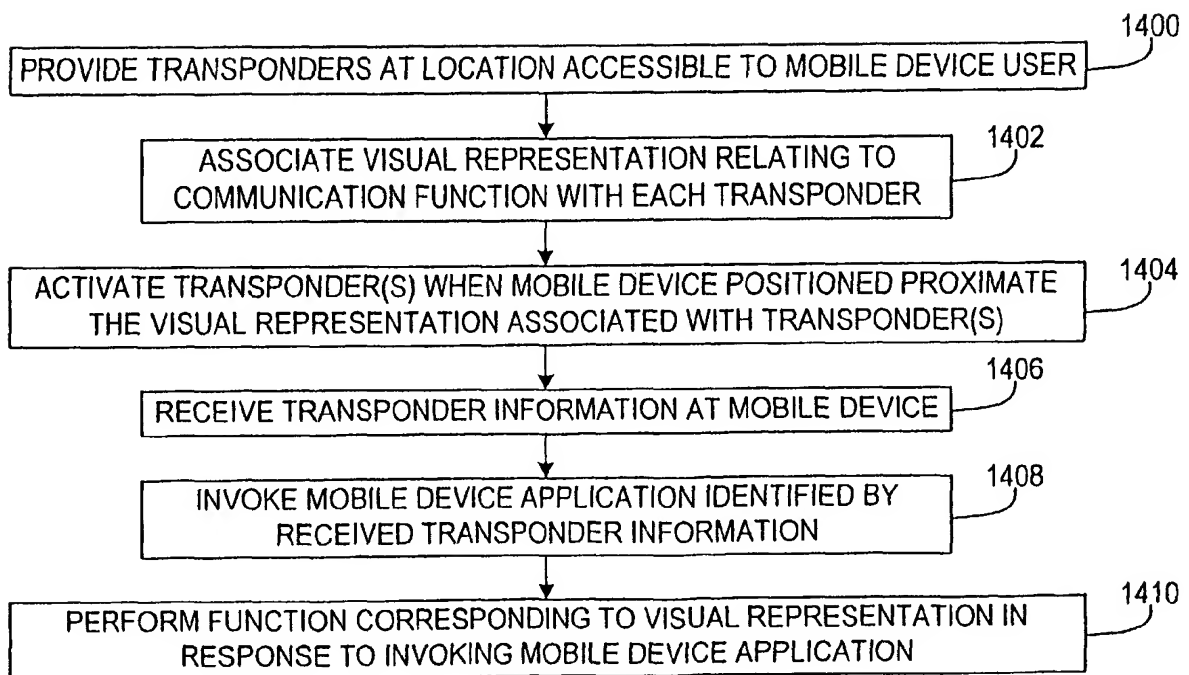 1400
PROVIDE TRANSPONDERS AT LOCATION ACCESSIBLE TO MOBILE DEVICE USER
1402
ASSOCIATE VISUAL REPRESENTATION RELATING TO
COMMUNICATION FUNCTION WITH EACH TRANSPONDER
1404
ACTIVATE TRANSPONDER(S) WHEN MOBILE DEVICE POSITIONED PROXIMATE
THE VISUAL REPRESENTATION ASSOCIATED WITH TRANSPONDER(S)
1406
RECEIVE TRANSPONDER INFORMATION AT MOBILE DEVICE
1408
INVOKE MOBILE DEVICE APPLICATION IDENTIFIED BY
RECEIVED TRANSPONDER INFORMATION
1410
PERFORM FUNCTION CORRESPONDING TO VISUAL REPRESENTATION IN
RESPONSE TO INVOKING MOBILE DEVICE APPLICATION